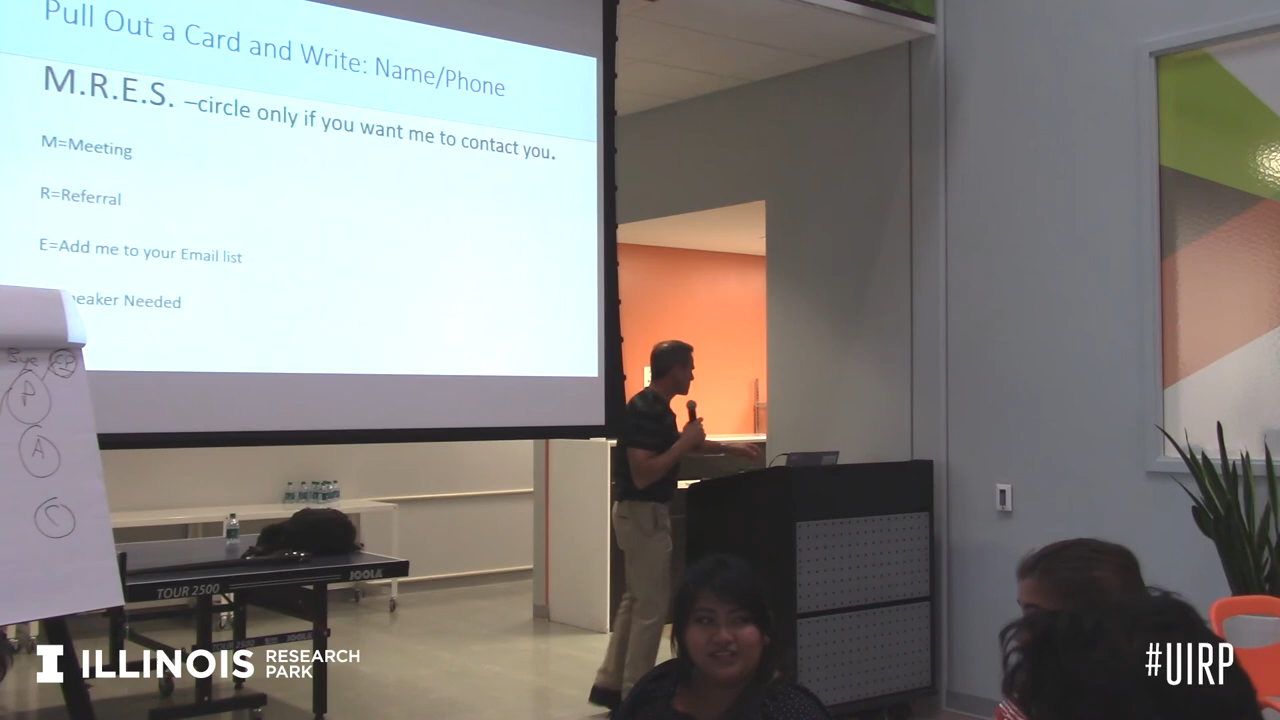 Pull Out a Card and Write: Name/Phone
M.R.E.S. –circle only if you want me to contact you.
M=Meeting
R=Referral
E=Add me to your Email list
peaker Needed
P
A
C
TOUR 2500
JOOLA
ILLINOIS RESEARCH PARK
#UIRP